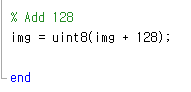 % Add 128
img = uint8(img + 128);
end